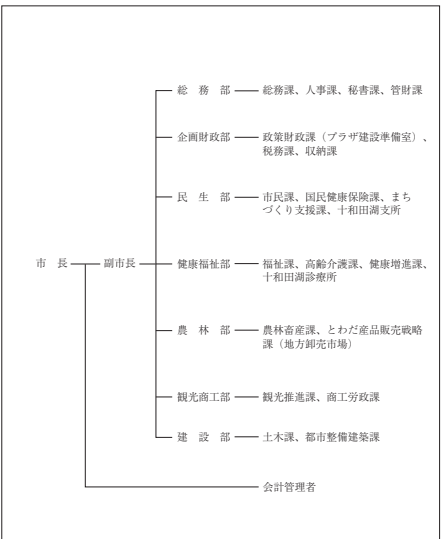 総務部 総務課、人事課、秘書課、管財課
企画財政部 政策財政課（プラザ建設準備室）、
税務課、収納課
民生部 市民課、国民健康保険課、まち
づくり支援課、十和田湖支所
市長 副市長 健康福祉部 福祉課、高齢介護課、健康増進課、
十和田湖診療所
農林部 農林畜産課、とわだ産品販売戦略
課（地方卸売市場）
観光商工部 観光推進課、商工労政課
建設部 土木課、都市整備建築課
会計管理者